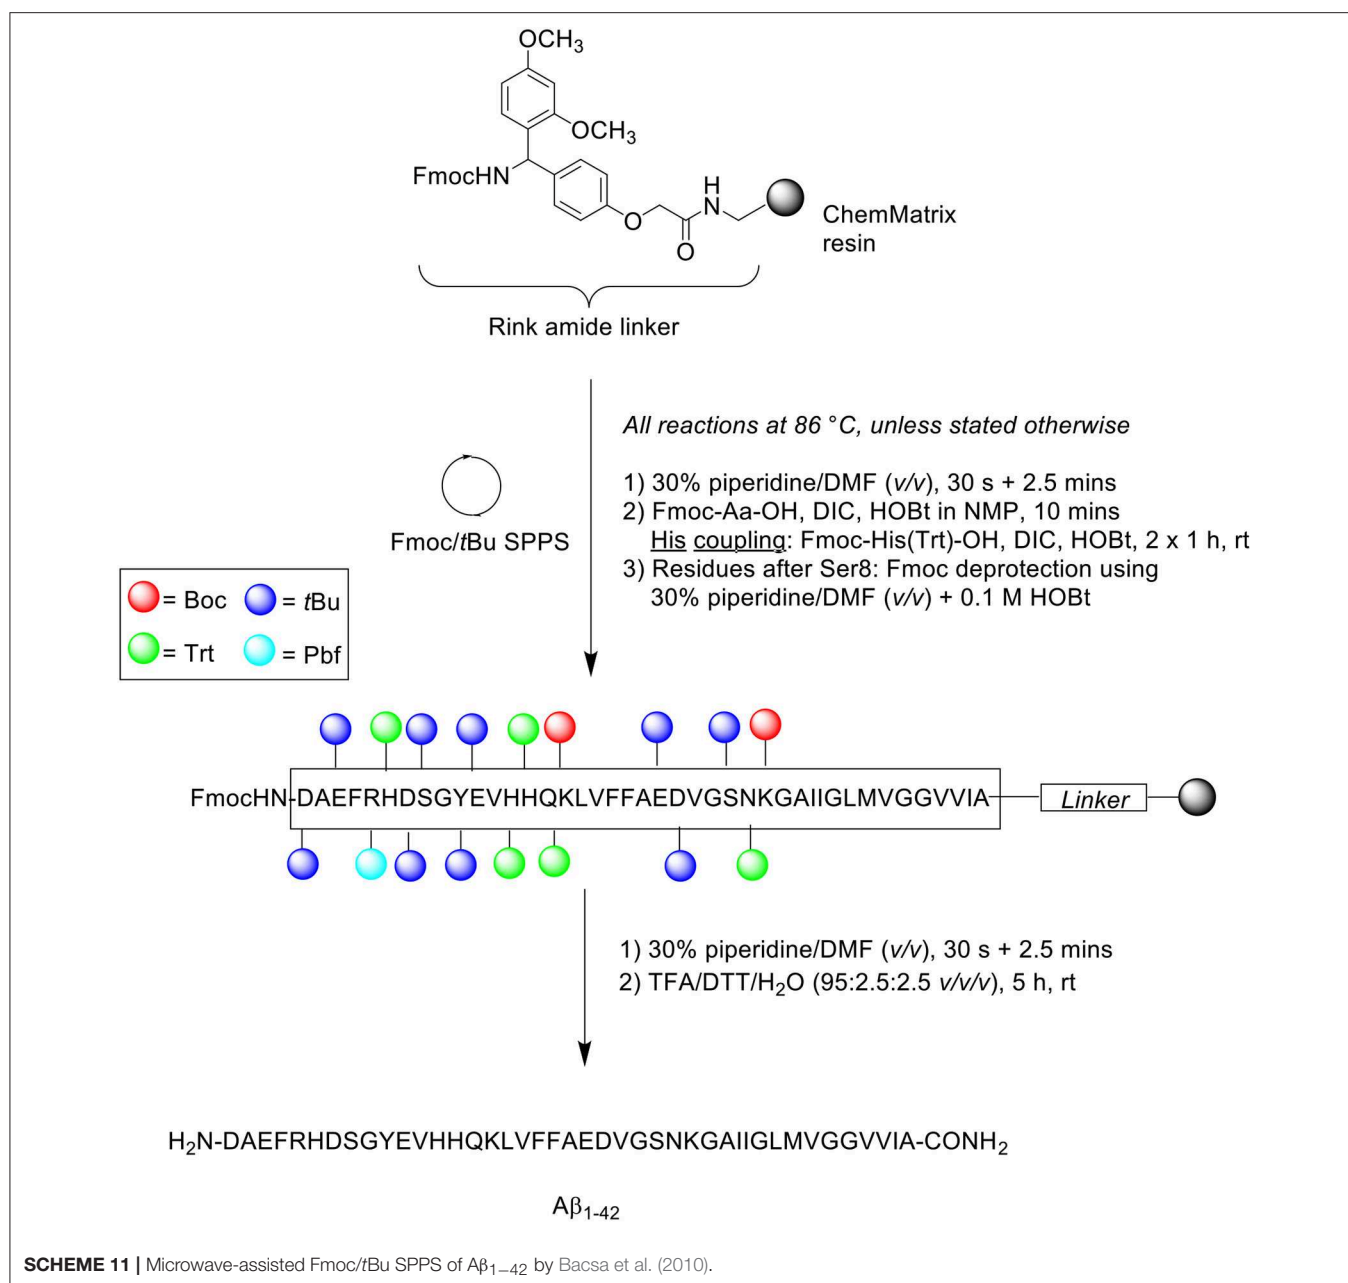 OCH3
OCH3
FmocHN
H
N
O
O
ChemMatrix
resin
Rink amide linker
All reactions at 86 °C, unless stated otherwise
1) 30% piperidine/DMF (v/v), 30 s + 2.5 mins
2) Fmoc-Aa-OH, DIC, HOBt in NMP, 10 mins
His coupling: Fmoc-His(Trt)-OH, DIC, HOBt, 2 x 1 h, rt
3) Residues after Ser8: Fmoc deprotection using
30% piperidine/DMF (v/v) + 0.1 M HOBt
Fmoc/tBu SPPS
= Boc = tBu
= Trt = Pbf
FmocHN-DAEFRHDSGYEVHHQKLVFFAEDVGSNKGAIIGLMVGGVVIA Linker
1) 30% piperidine/DMF (v/v), 30 s + 2.5 mins
2) TFA/DTT/H2O (95:2.5:2.5 v/v/v), 5 h, rt
H2N-DAEFRHDSGYEVHHQKLVFFAEDVGSNKGAIIGLMVGGVVIA-CONH2
Aβ1-42
SCHEME 11 | Microwave-assisted Fmoc/tBu SPPS of Aβ1−42 by Bacsa et al. (2010).